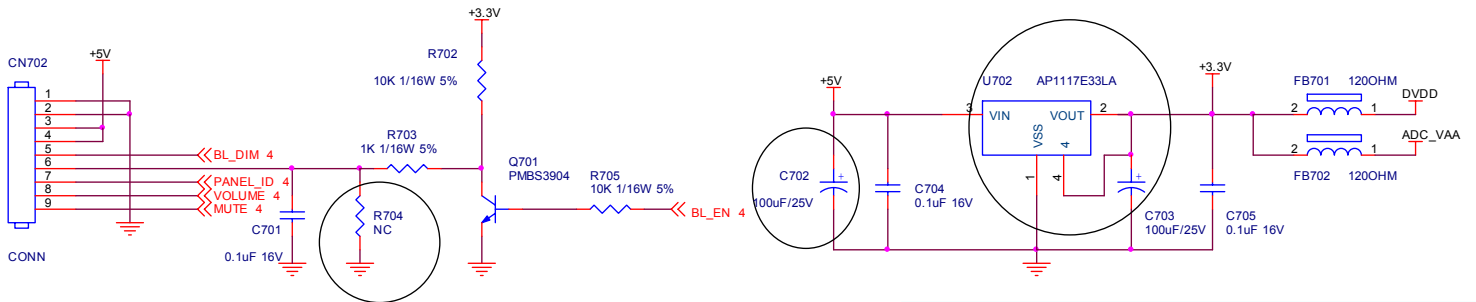 +3.3V
CN702
+5V
R702
10K 1/16W 5%
1
2
3
4
5
6
7
8
9
BL_DIM 4
PANEL_ID 4
VOLUME 4
MUTE 4
CONN
R703
1K 1/16W 5%
C701
0.1uF 16V
R704
NC
Q701
PMBS3904
R705
10K 1/16W 5%
BL_EN 4
+5V
C702
100uF/25V
C704
0.1uF 16V
U702 AP1117E33LA
3
VIN
VOUT
2
VSS
4
1
4
C703
100uF/25V
+3.3V
C705
0.1uF 16V
FB701 120OHM
2
1
DVDD
ADC_VAA
2
1
FB702 120OHM